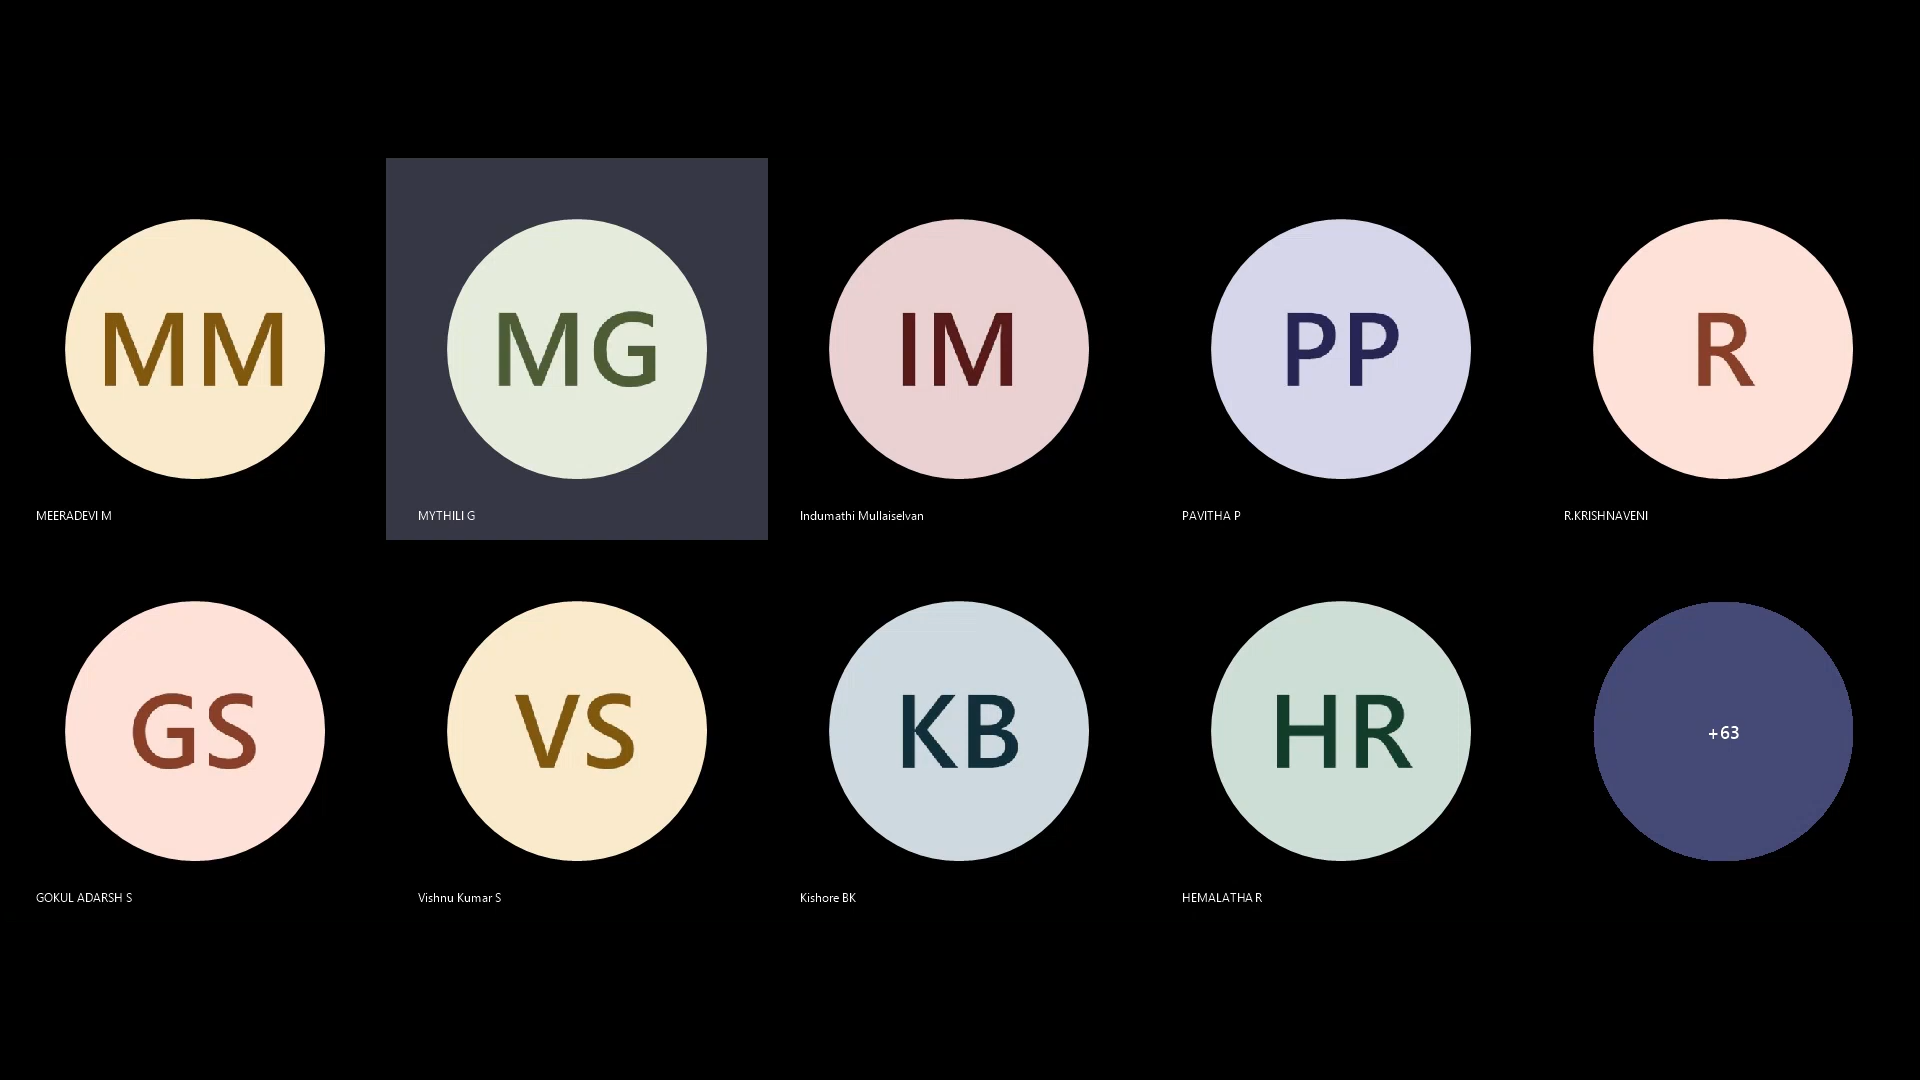 MM
MEERADEVI M
MG
MYTHILI G
IM
Indumathi Mullaiselvan
PP
PAVITHA P
R
R.KRISHNAVENI
GS
GOKUL ADARSH S
VS
Vishnu Kumar S
KB
Kishore BK
HR
HEMALATHA R
+63